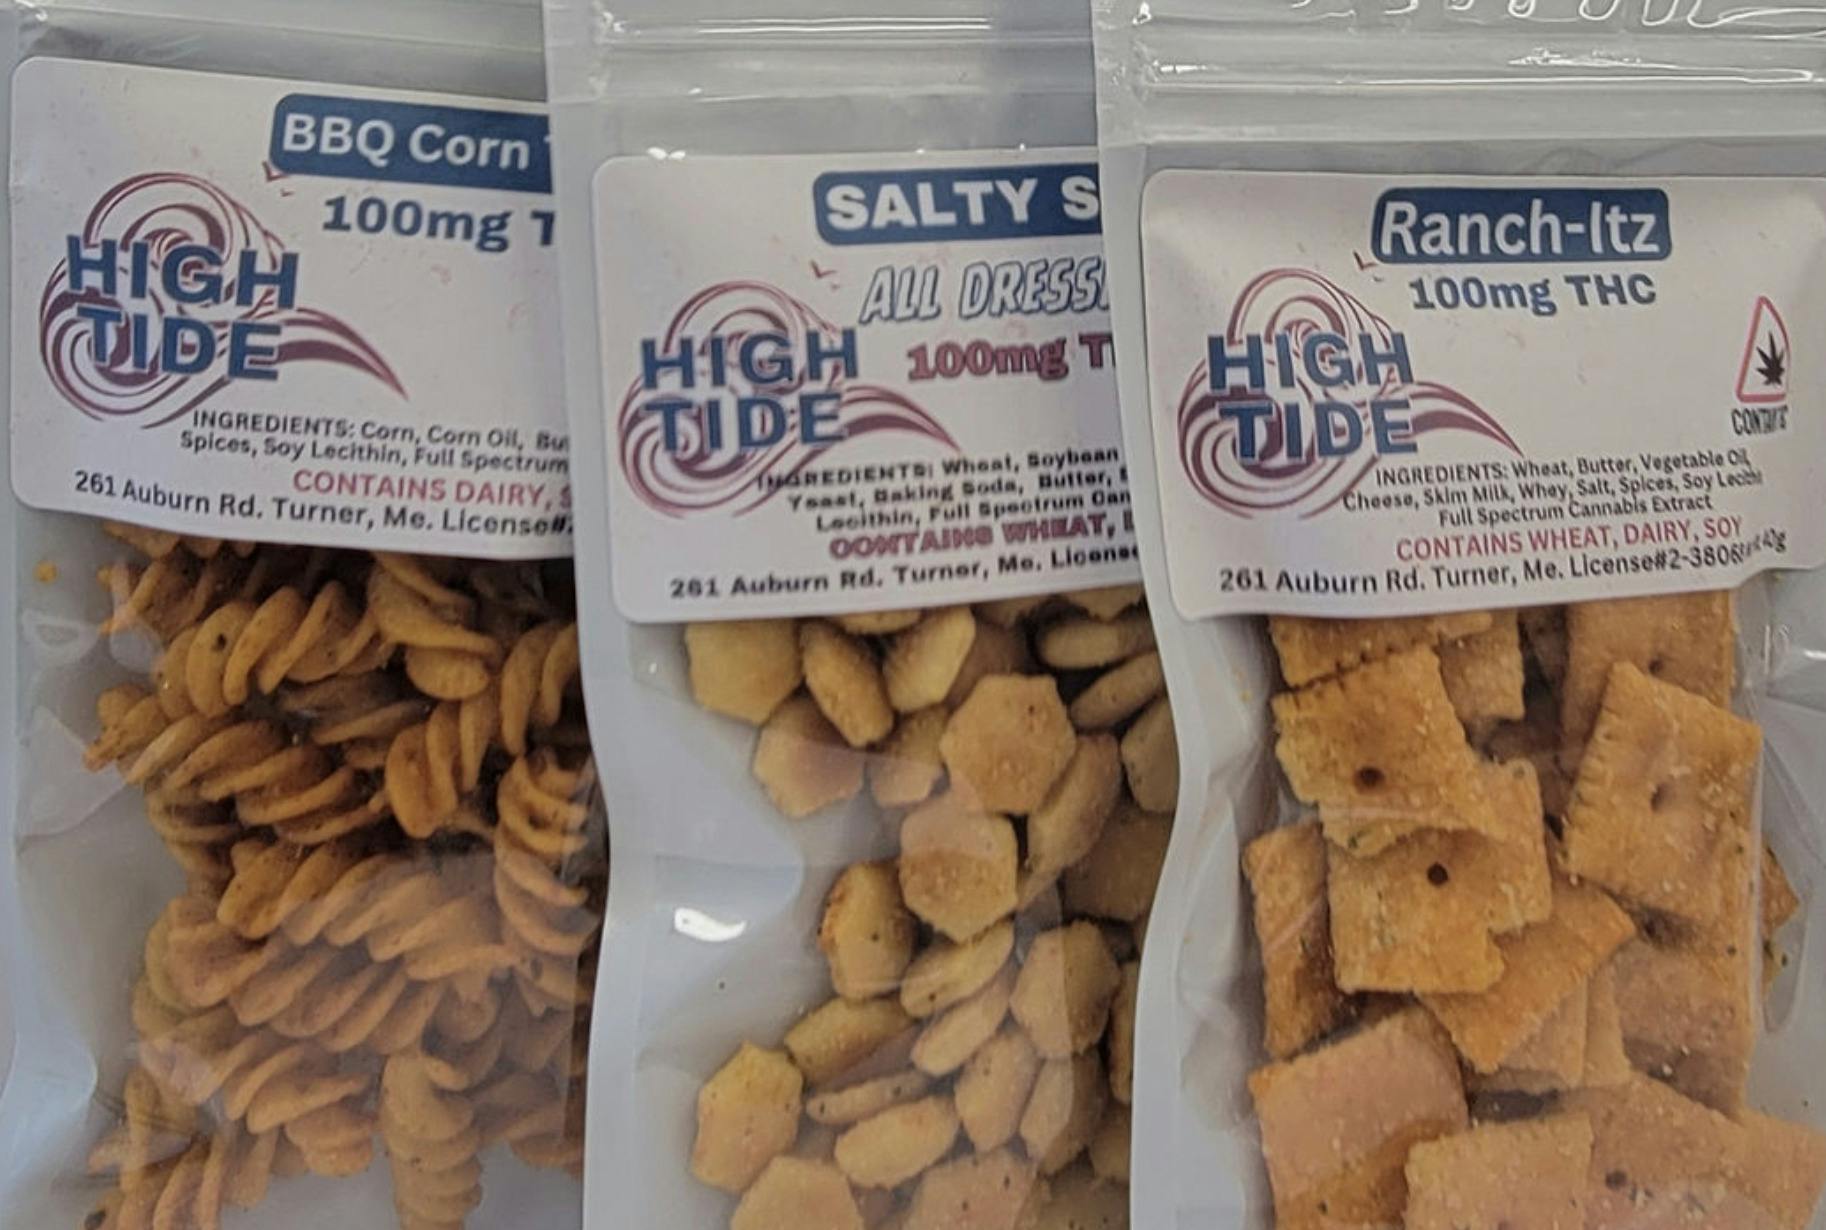 BBQ Corn
100mg T
HIGH
TIDE
INGREDIENTS: Corn, Corn Oil, But
Spices, Soy Lecithin, Full Spectrum
CONTAINS DAIRY, S
261 Auburn Rd. Turner, Me. License#
SALTY S
ALL DRESS
100mg T
HIGH
TIDE
INGREDIENTS: Wheat, Soybean
Yeast, Baking Soda, Butter,
Lecithin, Full Spectrum Can
CONTAINS WHEAT,
261 Auburn Rd. Turner, Me. License
Ranch-Itz
100mg THC
HIGH
TIDE
CONTAINS
INGREDIENTS: Wheat, Butter, Vegetable Oil,
Cheese, Skim Milk, Whey, Salt, Spices, Soy Lecithi
Full Spectrum Cannabis Extract
CONTAINS WHEAT, DAIRY, SOY
261 Auburn Rd. Turner, Me. License#2-3806